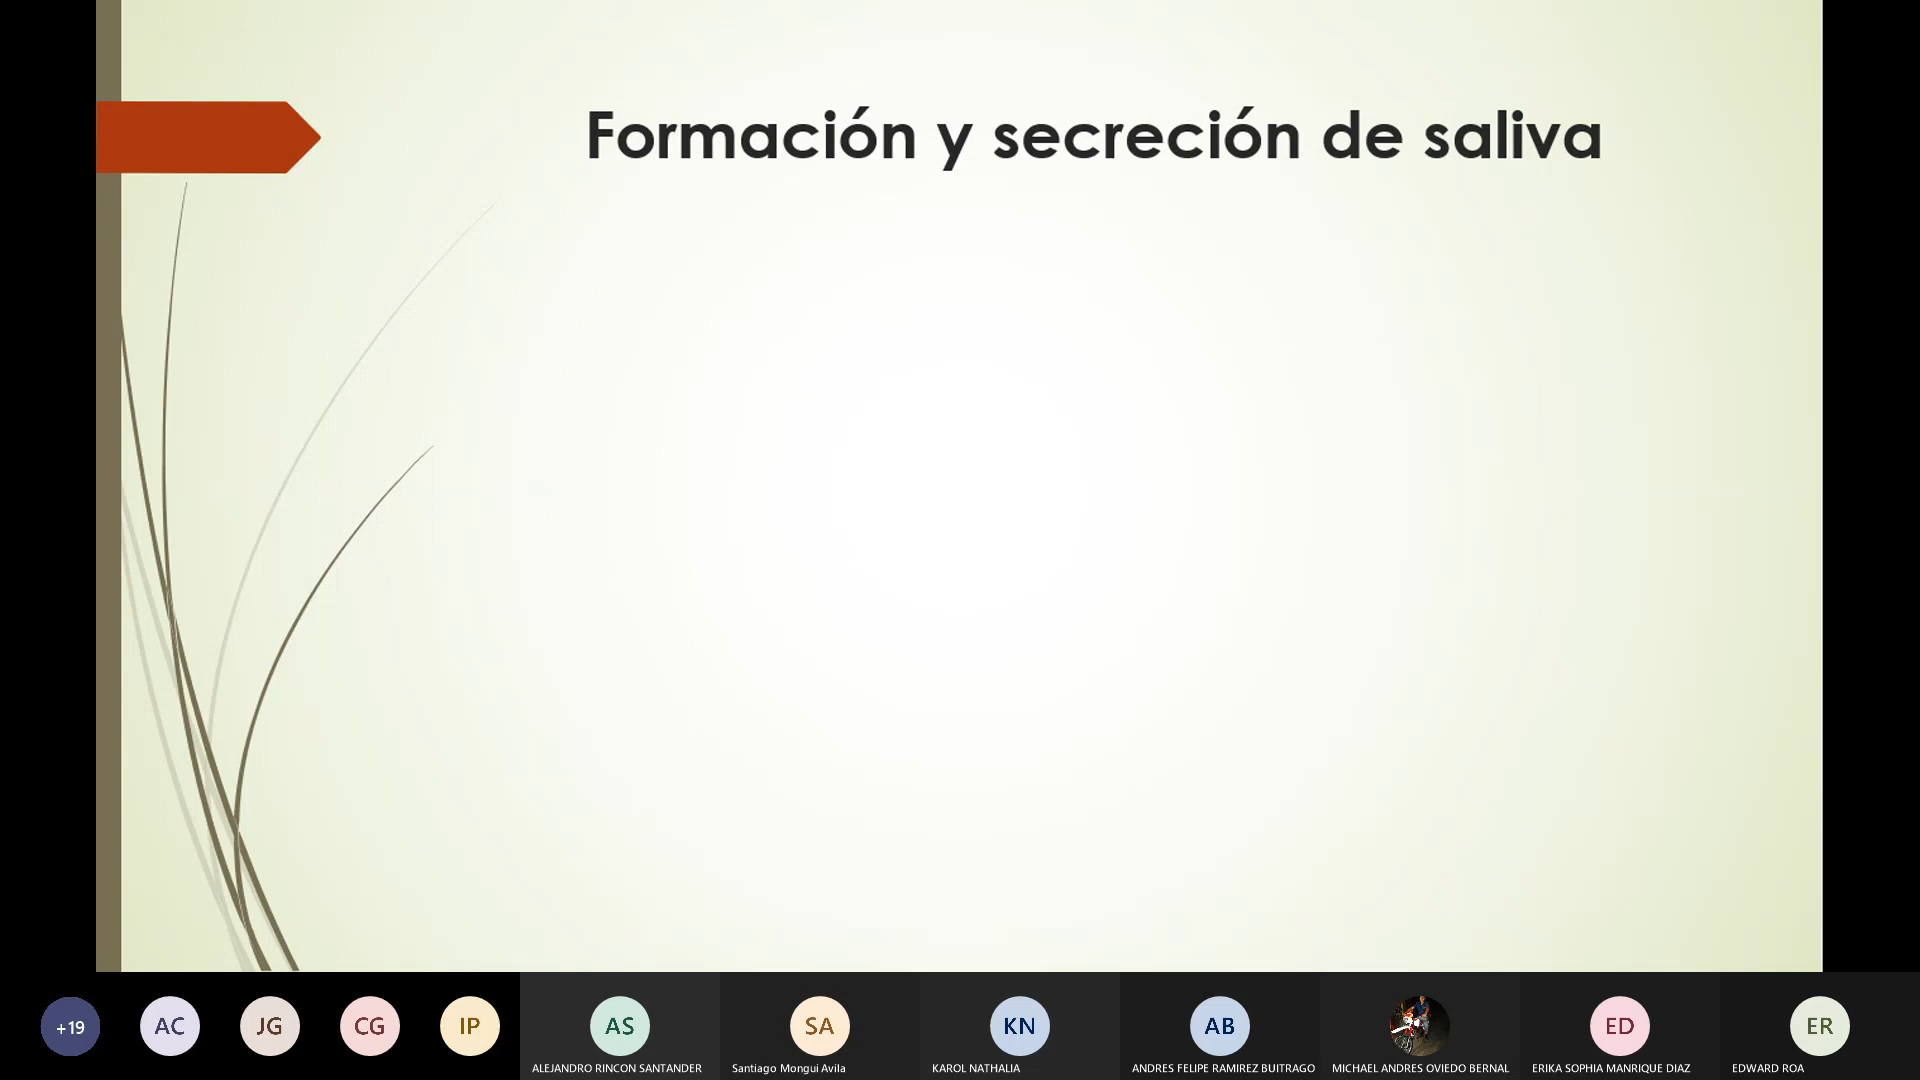 Formación y secreción de saliva
+19
AC
JG
CG
IP
AS
SA
KN
AB
ED
ER
ALEJANDRO RINCON SANTANDER
Santiago Mongui Avila
KAROL NATHALIA
ANDRES FELIPE RAMIREZ BUITRAGO
MICHAEL ANDRES OVIEDO BERNAL
ERIKA SOPHIA MANRIQUE DIAZ
EDWARD ROA